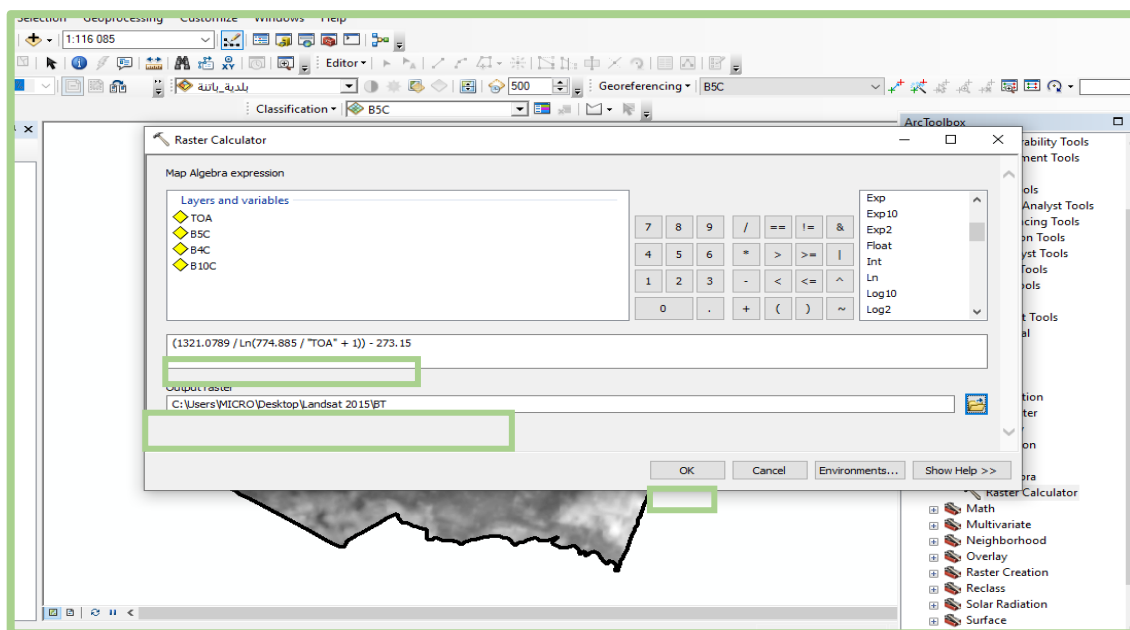 Selection Geoprocessing Customize Windows Help
1:116 085
Editor
بلدية_باتنة 500 Georeferencing B5C
Classification B5C
ArcToolbox
Raster Calculator
Map Algebra expression
Layers and variables
TOA
B5C
B4C
B10C
7 8 9 / == != &
4 5 6 * > >= |
1 2 3 - < <= ^
0 . + ( ) ~
Exp
Exp10
Exp2
Float
Int
Ln
Log10
Log2
(1321.0789 / Ln(774.885 / "TOA" + 1)) - 273.15
Output raster
C:\Users\MICRO\Desktop\Landsat 2015\BT
OK Cancel Environments... Show Help >>
Analyst Tools
Raster Calculator
Math
Multivariate
Neighborhood
Overlay
Raster Creation
Reclass
Solar Radiation
Surface